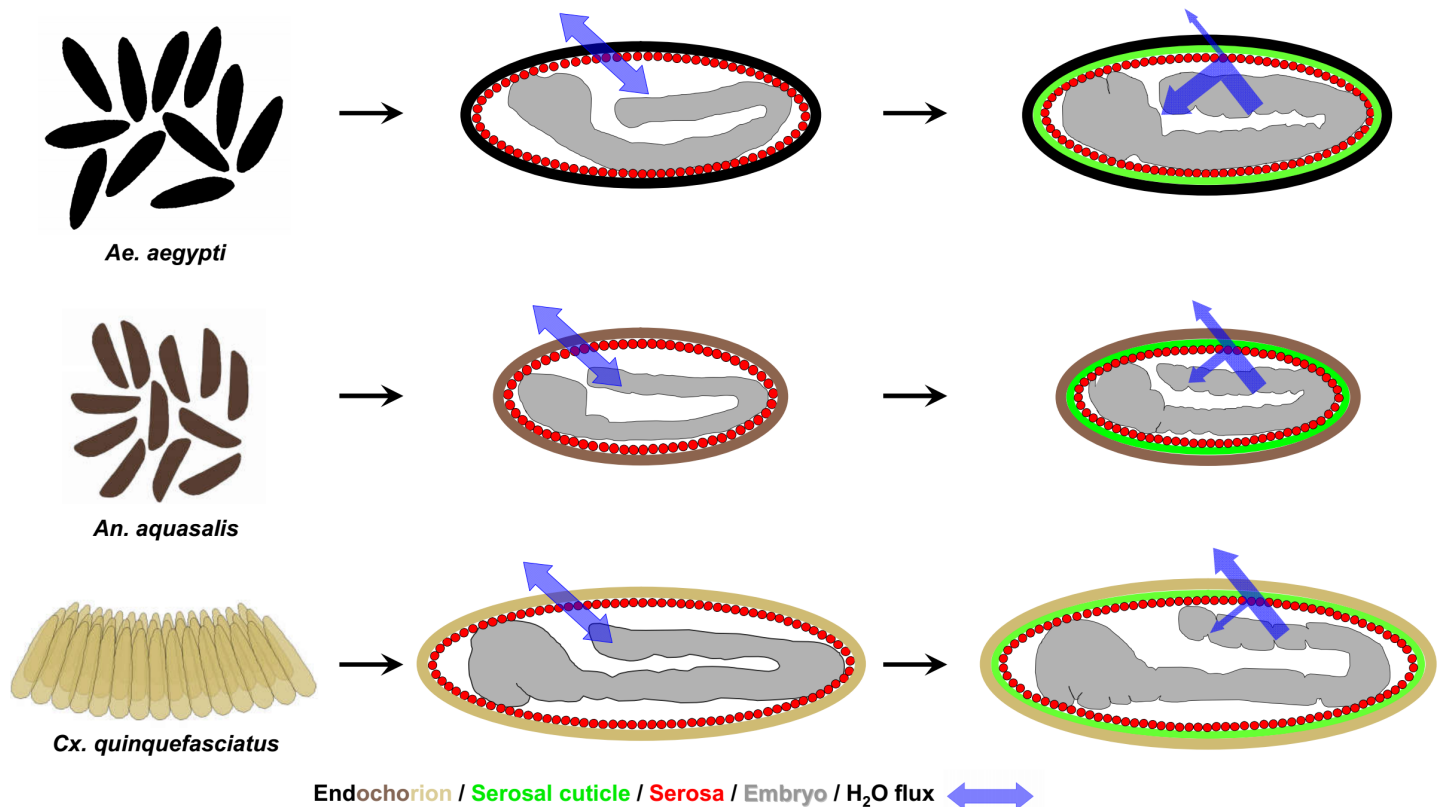 Ae. aegypti
An. aquasalis
Cx. quinquefasciatus
Endochorion / Serosal cuticle / Serosa / Embryo / H₂O flux